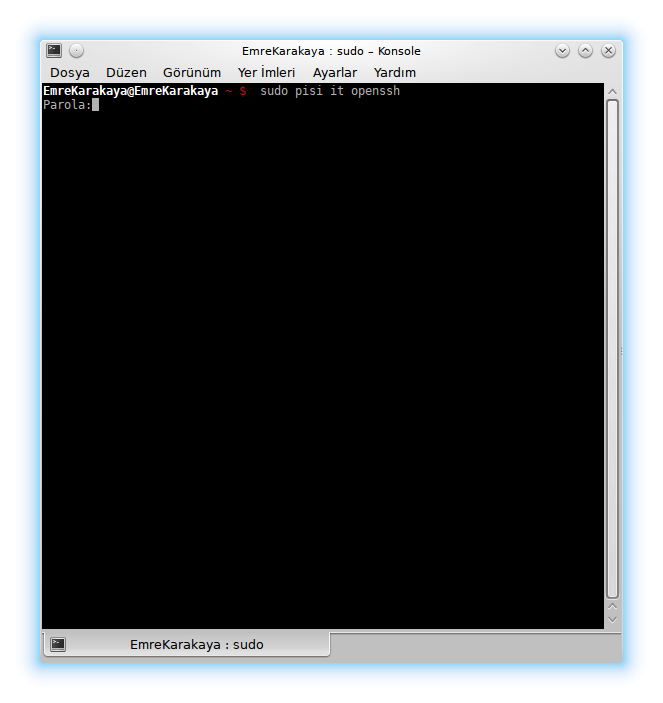 EmreKarakaya : sudo – Konsole
Dosya Düzen Görünüm Yer İmleri Ayarlar Yardım
EmreKarakaya@EmreKarakaya ~ $ sudo pisi it openssh
Parola:
EmreKarakaya : sudo